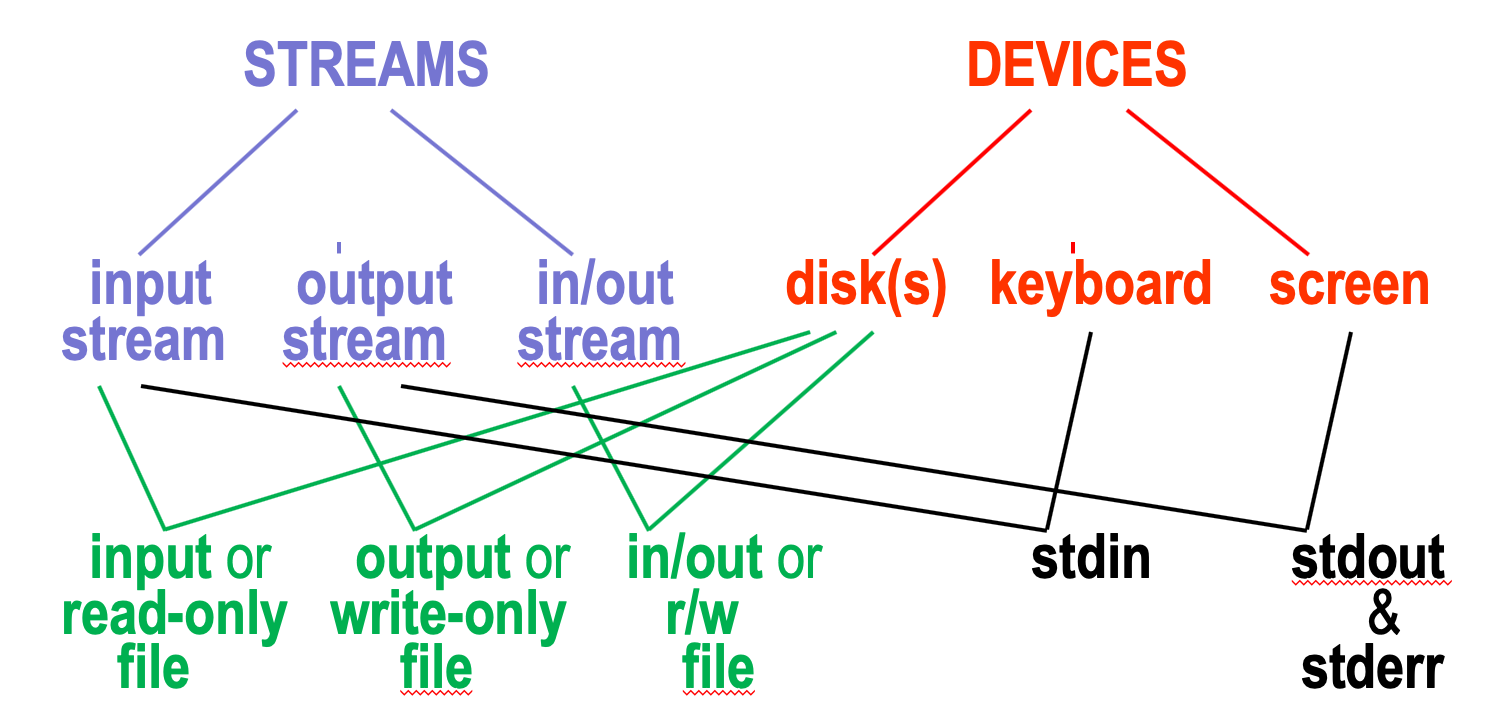 STREAMS
DEVICES
input
stream
output
stream
in/out
stream
disk(s)
keyboard
screen
input or
read-only
file
output or
write-only
file
in/out or
r/w
file
stdin
stdout
&
stderr